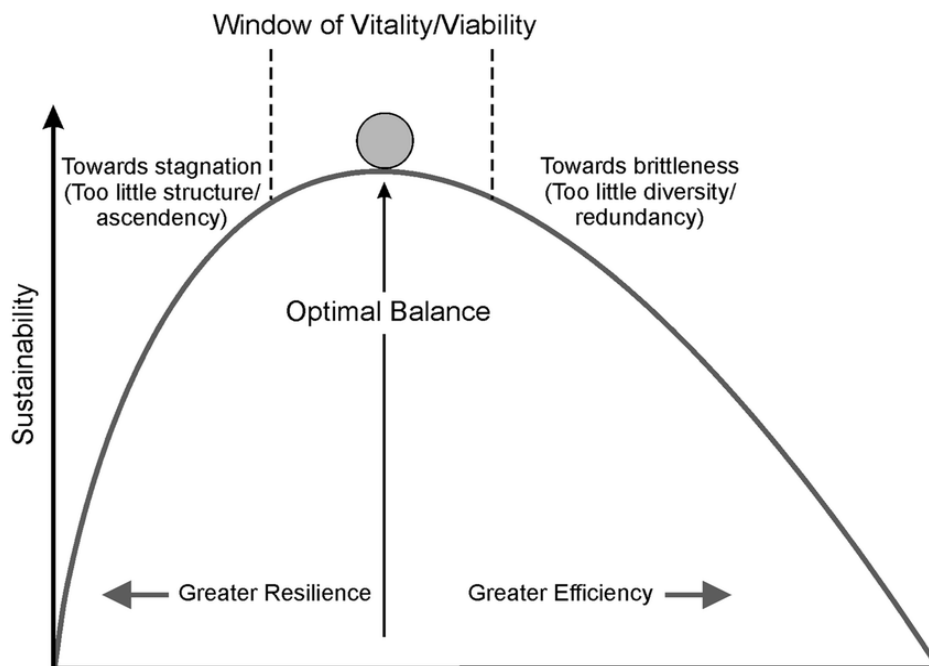 Window of Vitality/Viability
Towards stagnation
(Too little structure/
ascendency)
Towards brittleness
(Too little diversity/
redundancy)
Optimal Balance
Sustainability
Greater Resilience
Greater Efficiency